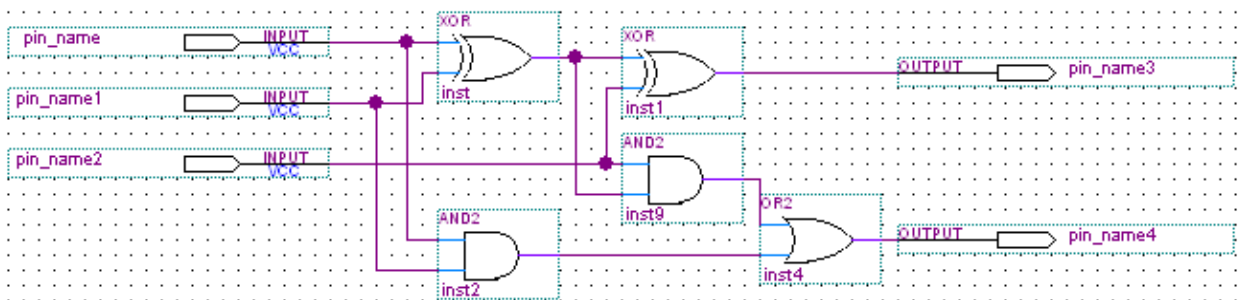 XOR
pin_name INPUT
VCC
XOR
OUTPUT pin_name3
inst
pin_name1 INPUT
VCC
inst1
AND2
pin_name2 INPUT
VCC
inst9
AND2
OR2
OUTPUT pin_name4
inst4
inst2